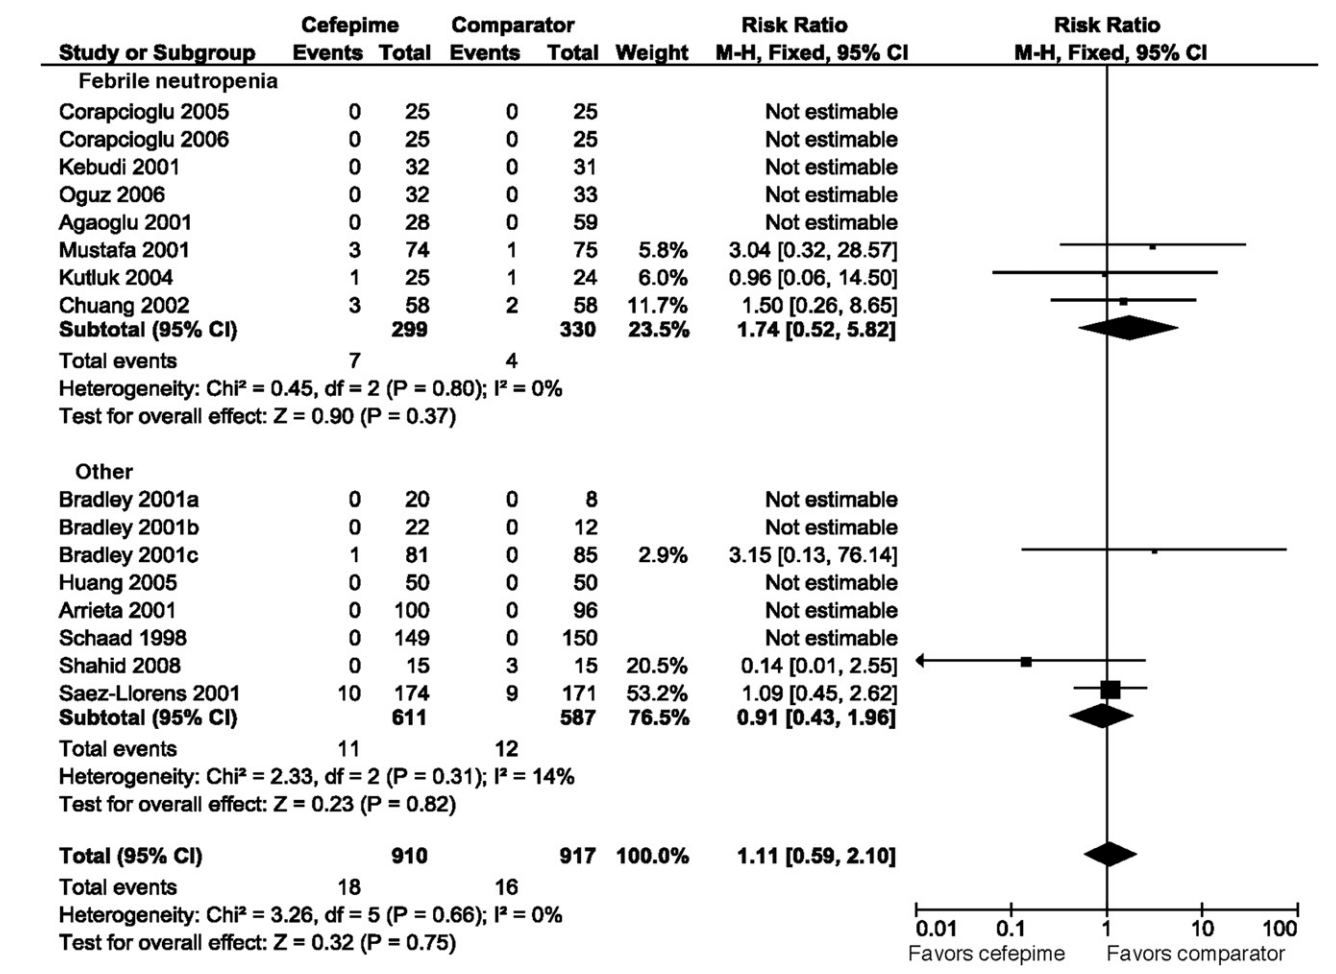 Cefepime Comparator Risk Ratio Risk Ratio
Study or Subgroup Events Total Events Total Weight M-H, Fixed, 95% CI M-H, Fixed, 95% CI
Febrile neutropenia
Corapcioglu 2005 0 25 0 25 Not estimable
Corapcioglu 2006 0 25 0 25 Not estimable
Kebudi 2001 0 32 0 31 Not estimable
Oguz 2006 0 32 0 33 Not estimable
Agaoglu 2001 0 28 0 59 Not estimable
Mustafa 2001 3 74 1 75 5.8% 3.04 [0.32, 28.57]
Kutluk 2004 1 25 1 24 6.0% 0.96 [0.06, 14.50]
Chuang 2002 3 58 2 58 11.7% 1.50 [0.26, 8.65]
Subtotal (95% CI) 299 330 23.5% 1.74 [0.52, 5.82]
Total events 7 4
Heterogeneity: Chi² = 0.45, df = 2 (P = 0.80); I² = 0%
Test for overall effect: Z = 0.90 (P = 0.37)
Other
Bradley 2001a 0 20 0 8 Not estimable
Bradley 2001b 0 22 0 12 Not estimable
Bradley 2001c 1 81 0 85 2.9% 3.15 [0.13, 76.14]
Huang 2005 0 50 0 50 Not estimable
Arrieta 2001 0 100 0 96 Not estimable
Schaad 1998 0 149 0 150 Not estimable
Shahid 2008 0 15 3 15 20.5% 0.14 [0.01, 2.55]
Saez-Llorens 2001 10 174 9 171 53.2% 1.09 [0.45, 2.62]
Subtotal (95% CI) 611 587 76.5% 0.91 [0.43, 1.96]
Total events 11 12
Heterogeneity: Chi² = 2.33, df = 2 (P = 0.31); I² = 14%
Test for overall effect: Z = 0.23 (P = 0.82)
Total (95% CI) 910 917 100.0% 1.11 [0.59, 2.10]
Total events 18 16
Heterogeneity: Chi² = 3.26, df = 5 (P = 0.66); I² = 0%
Test for overall effect: Z = 0.32 (P = 0.75)
0.01 0.1 1 10 100
Favors cefepime Favors comparator